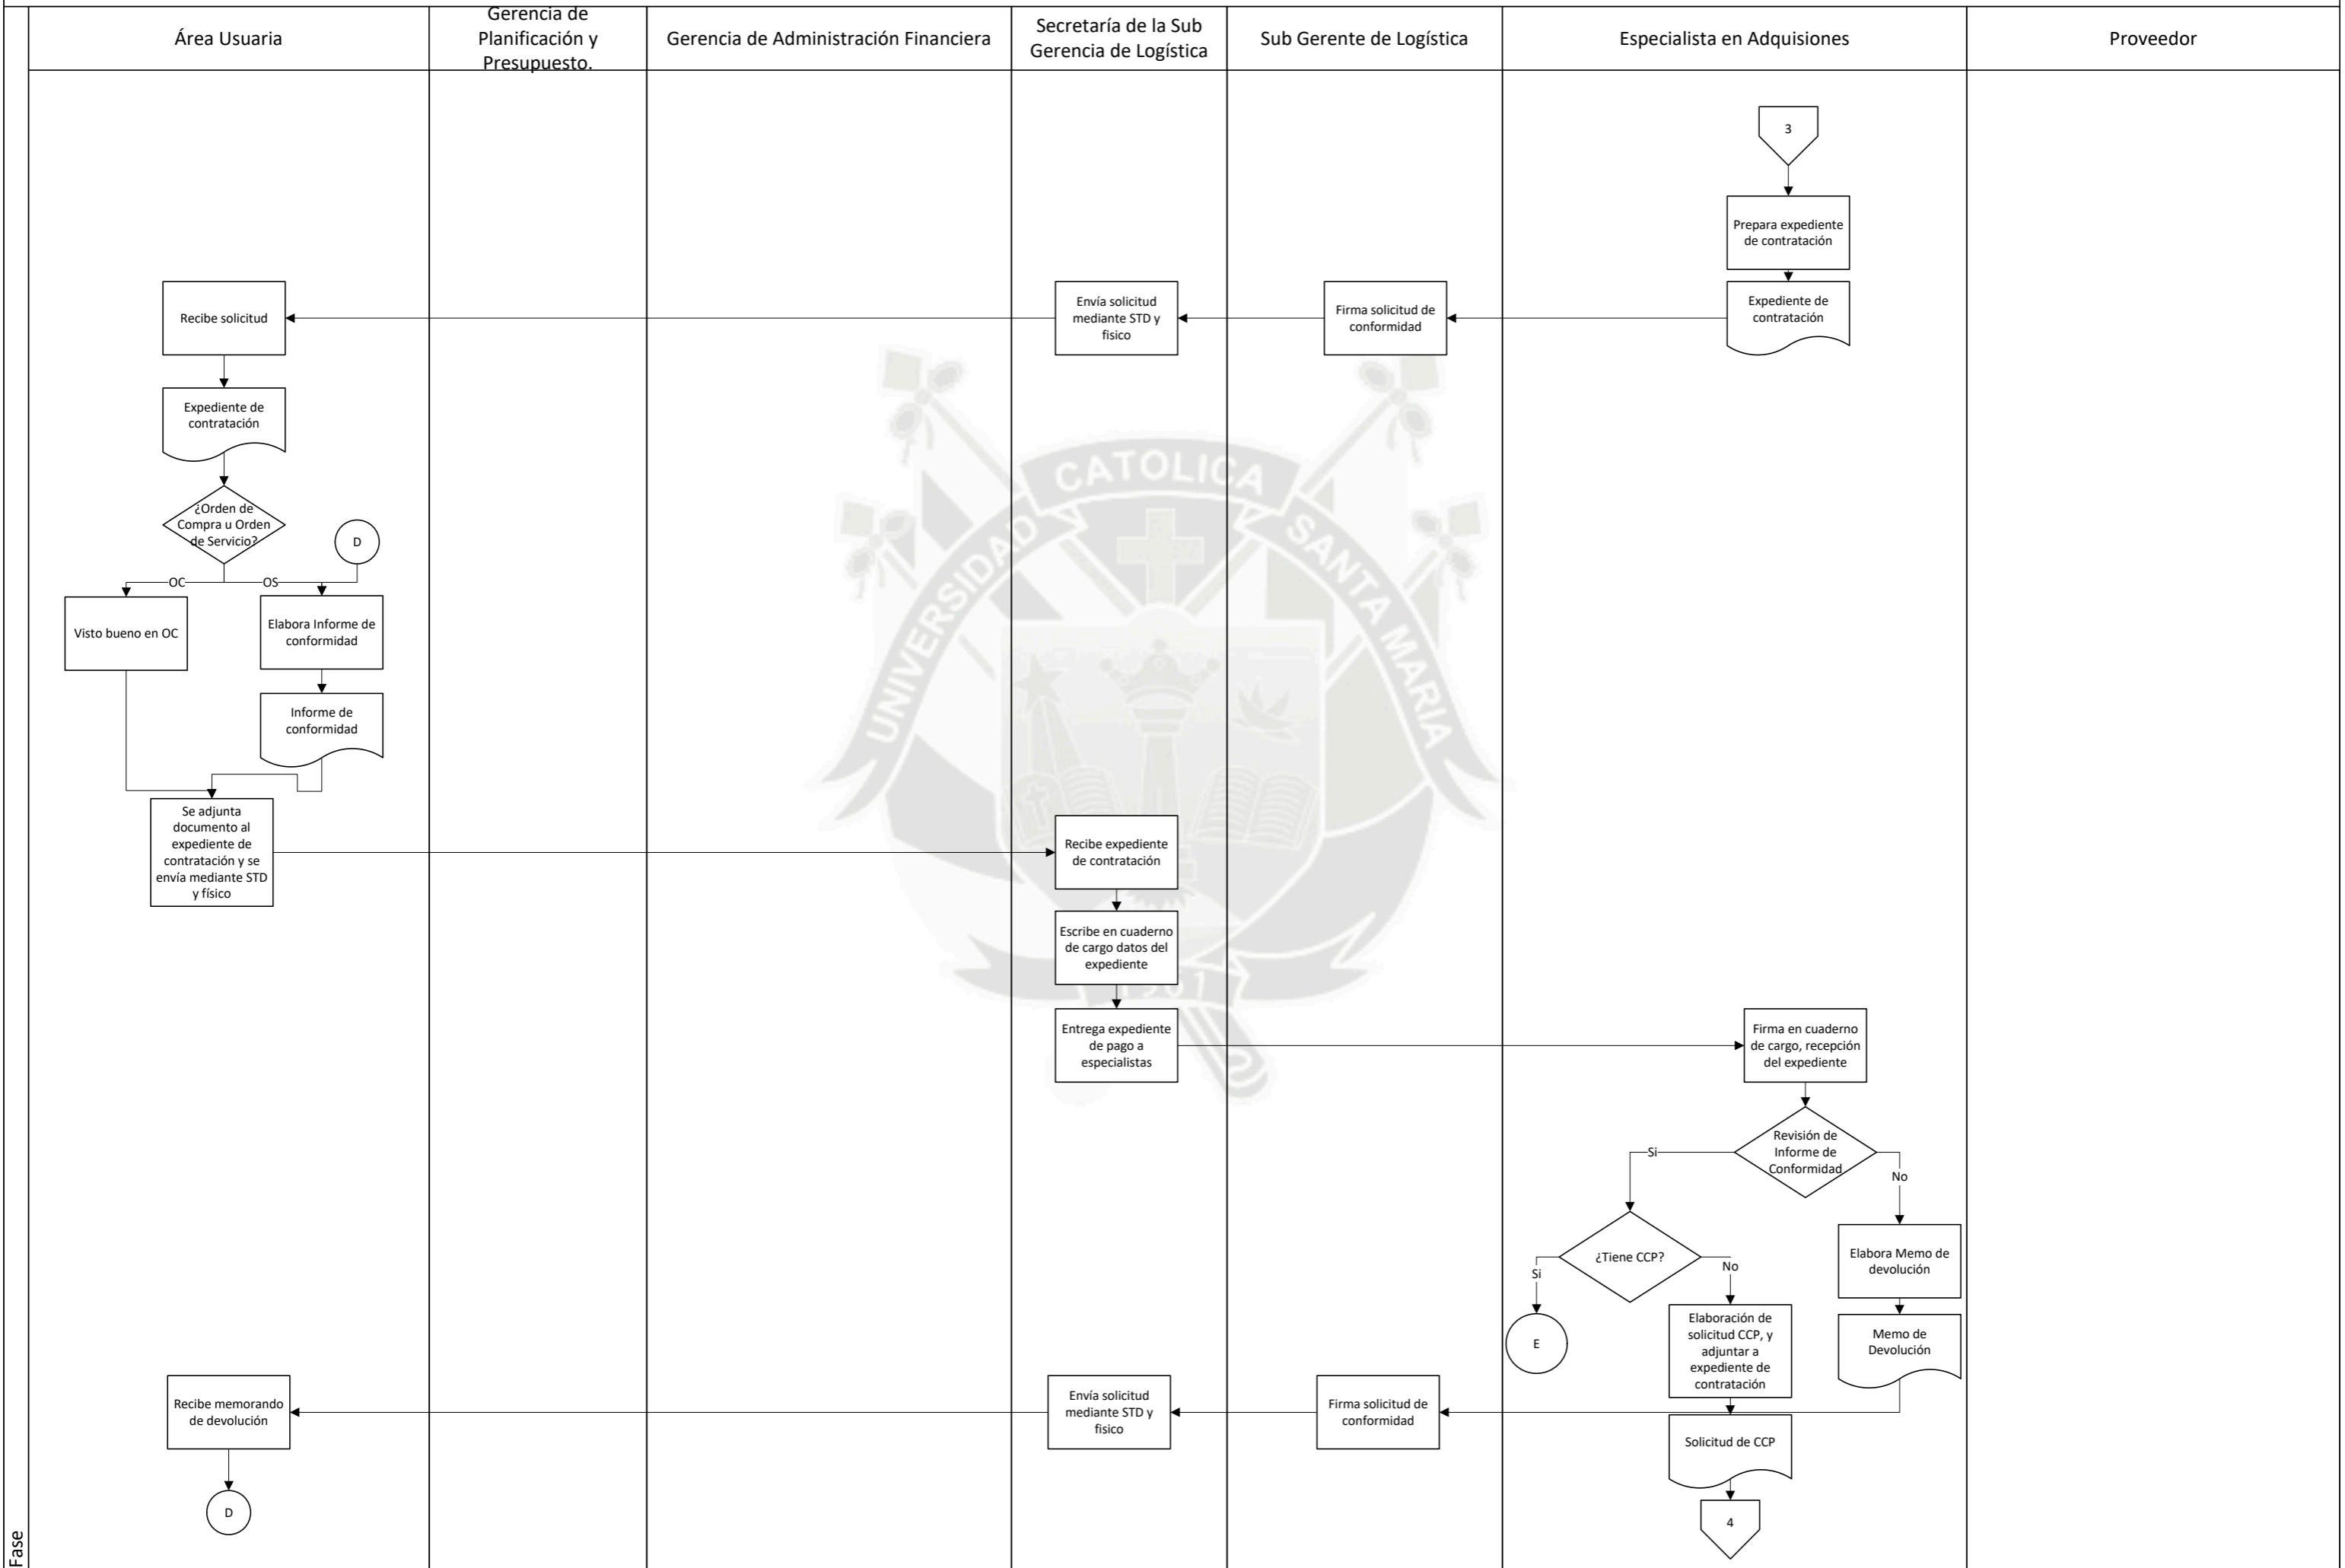 Área Usuaria
Gerencia de
Planificación y
Presupuesto.
Gerencia de Administración Financiera
Secretaría de la Sub
Gerencia de Logística
Sub Gerente de Logística
Especialista en Adquisiones
Proveedor
3
Prepara expediente
de contratación
Expediente de
contratación
Firma solicitud de
conformidad
Envía solicitud
mediante STD y
fisico
Recibe solicitud
Expediente de
contratación
¿Orden de
Compra u Orden
de Servicio?
D
OC
OS
Visto bueno en OC
Elabora Informe de
conformidad
Informe de
conformidad
Se adjunta
documento al
expediente de
contratación y se
envía mediante STD
y físico
Recibe expediente
de contratación
Escribe en cuaderno
de cargo datos del
expediente
Entrega expediente
de pago a
especialistas
Firma en cuaderno
de cargo, recepción
del expediente
Revisión de
Informe de
Conformidad
Si
No
¿Tiene CCP?
Si
No
Elabora Memo de
devolución
E
Elaboración de
solicitud CCP, y
adjuntar a
expediente de
contratación
Memo de
Devolución
Firma solicitud de
conformidad
Envía solicitud
mediante STD y
fisico
Recibe memorando
de devolución
Solicitud de CCP
D
4
Fase
UNIVERSIDAD CATOLICA SANTA MARIA
1961